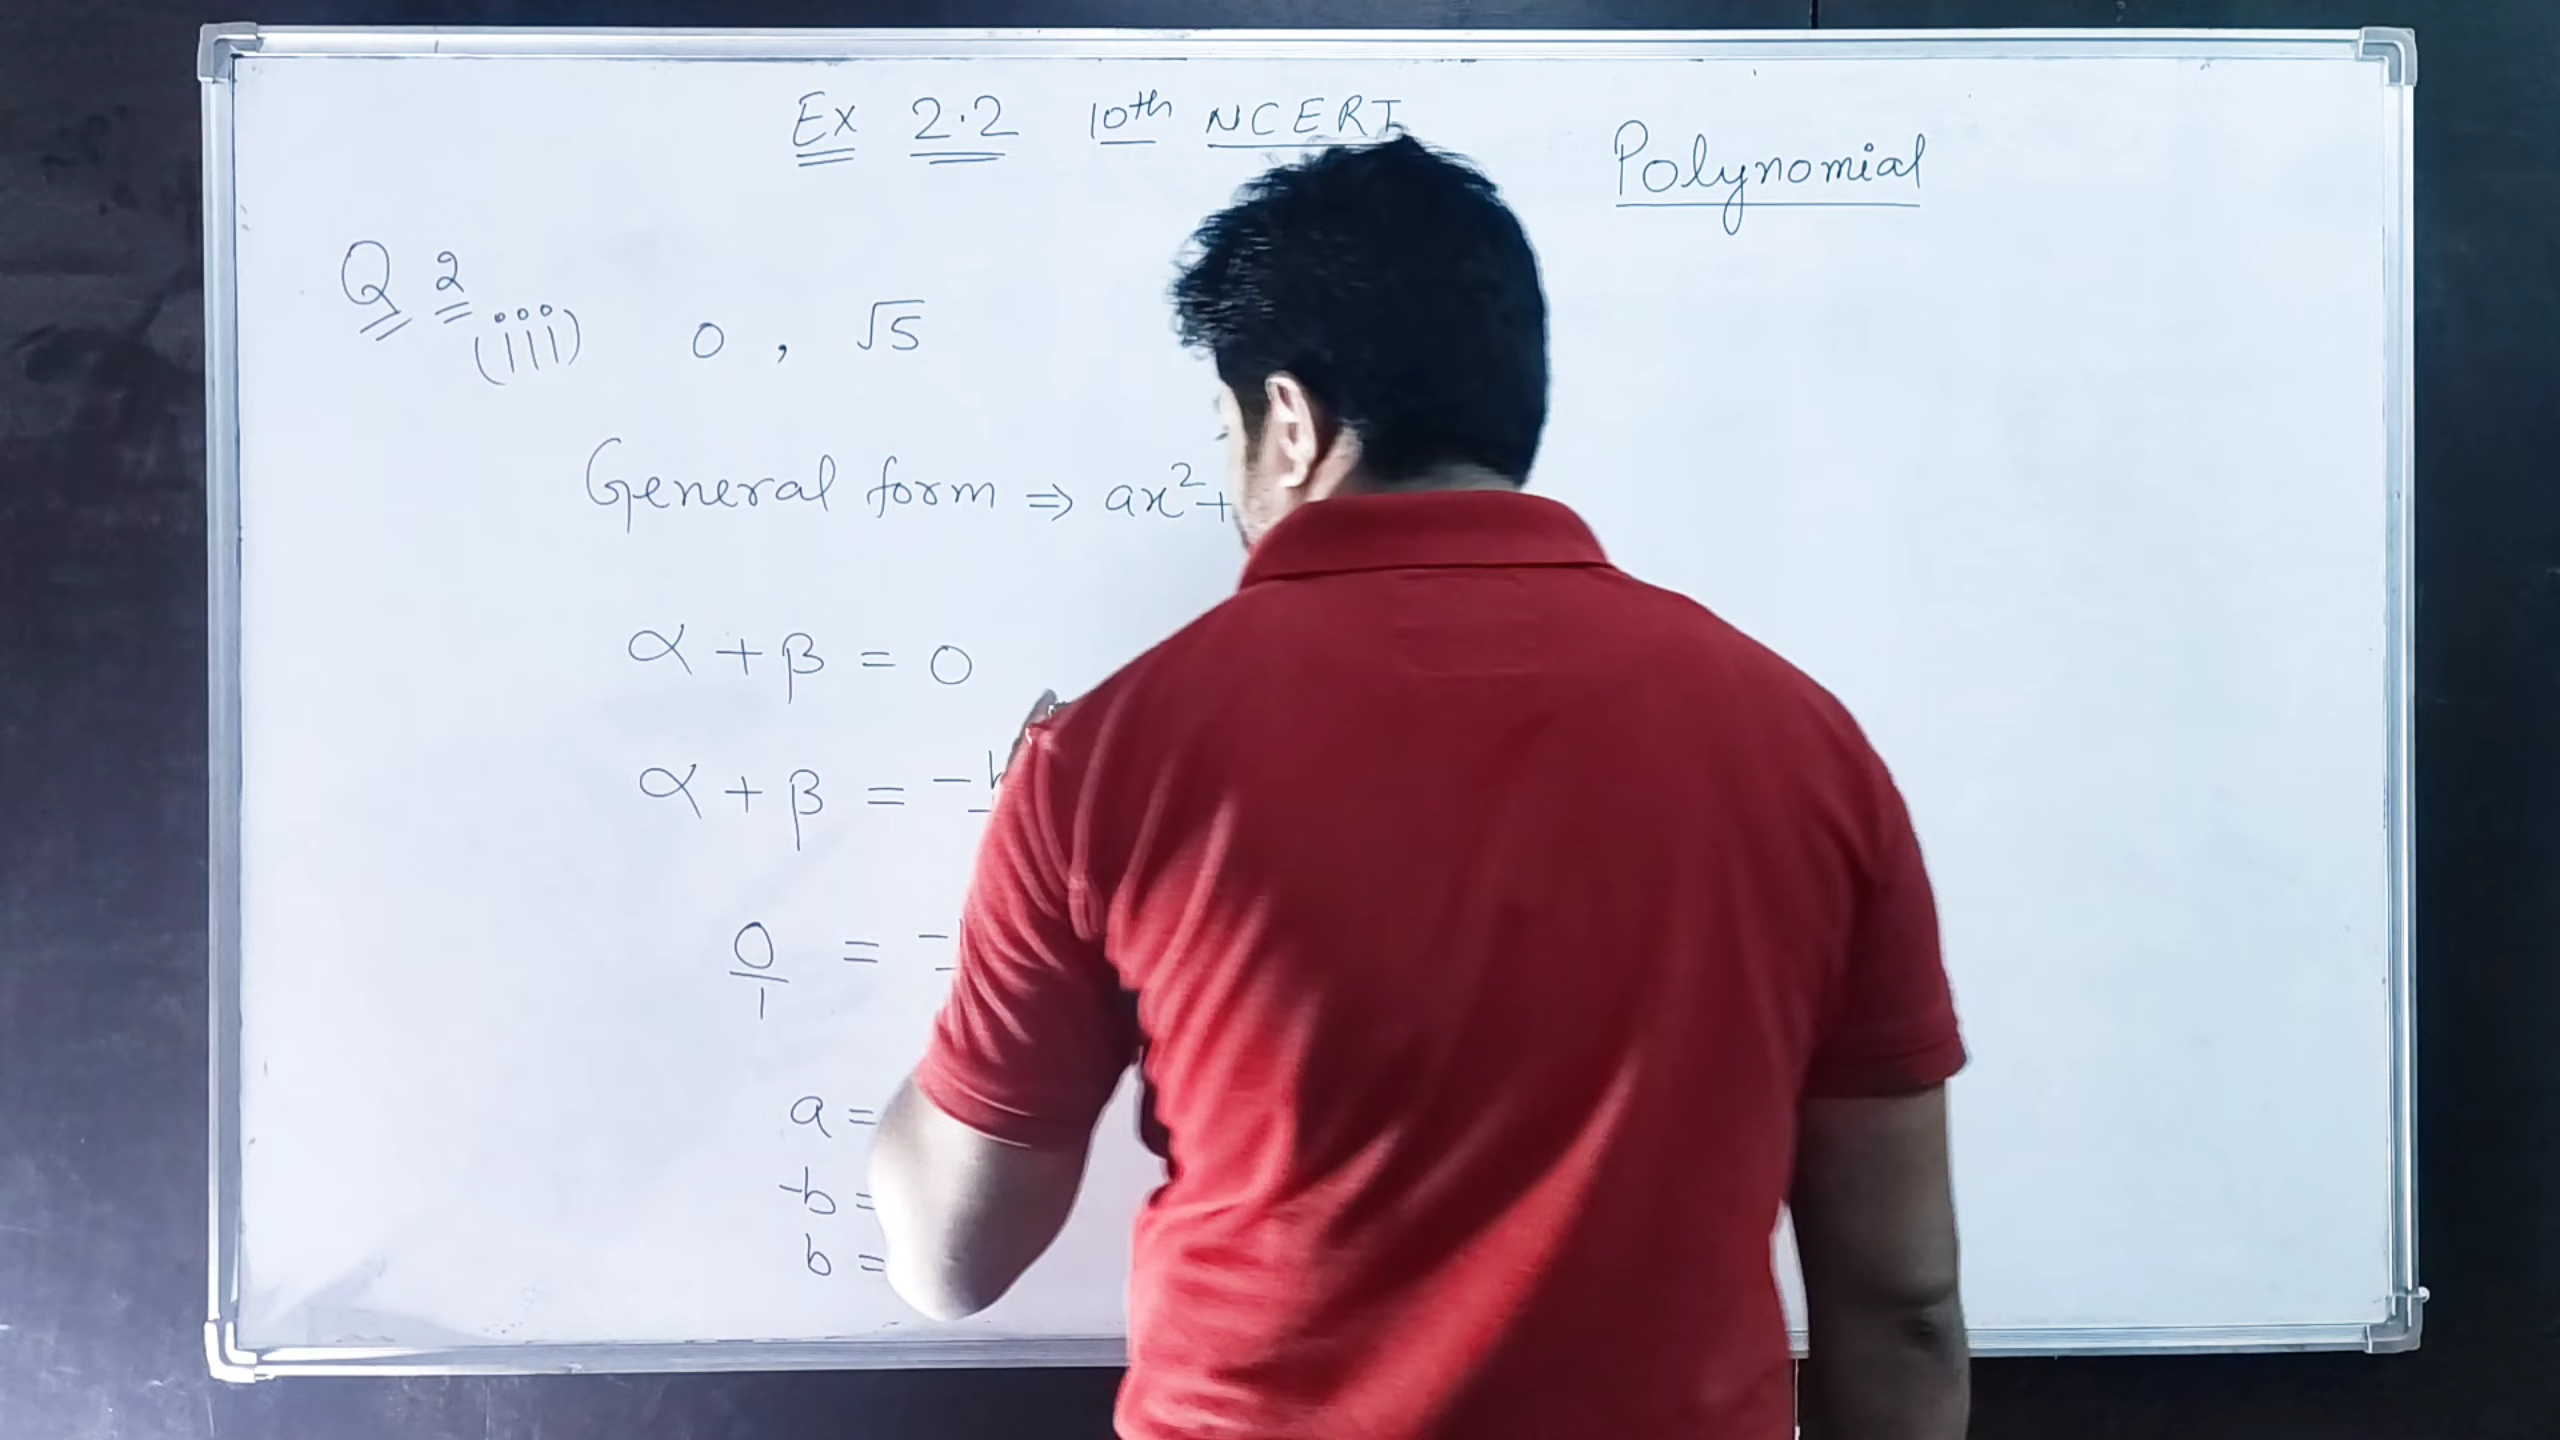 Ex 2.2 10th NCERT
Polynomial
Q 2
(iii) 0 , √5
General form ⇒ ax²+
α + β = 0
α + β = -b
0/1 = -
a =
-b =
b =